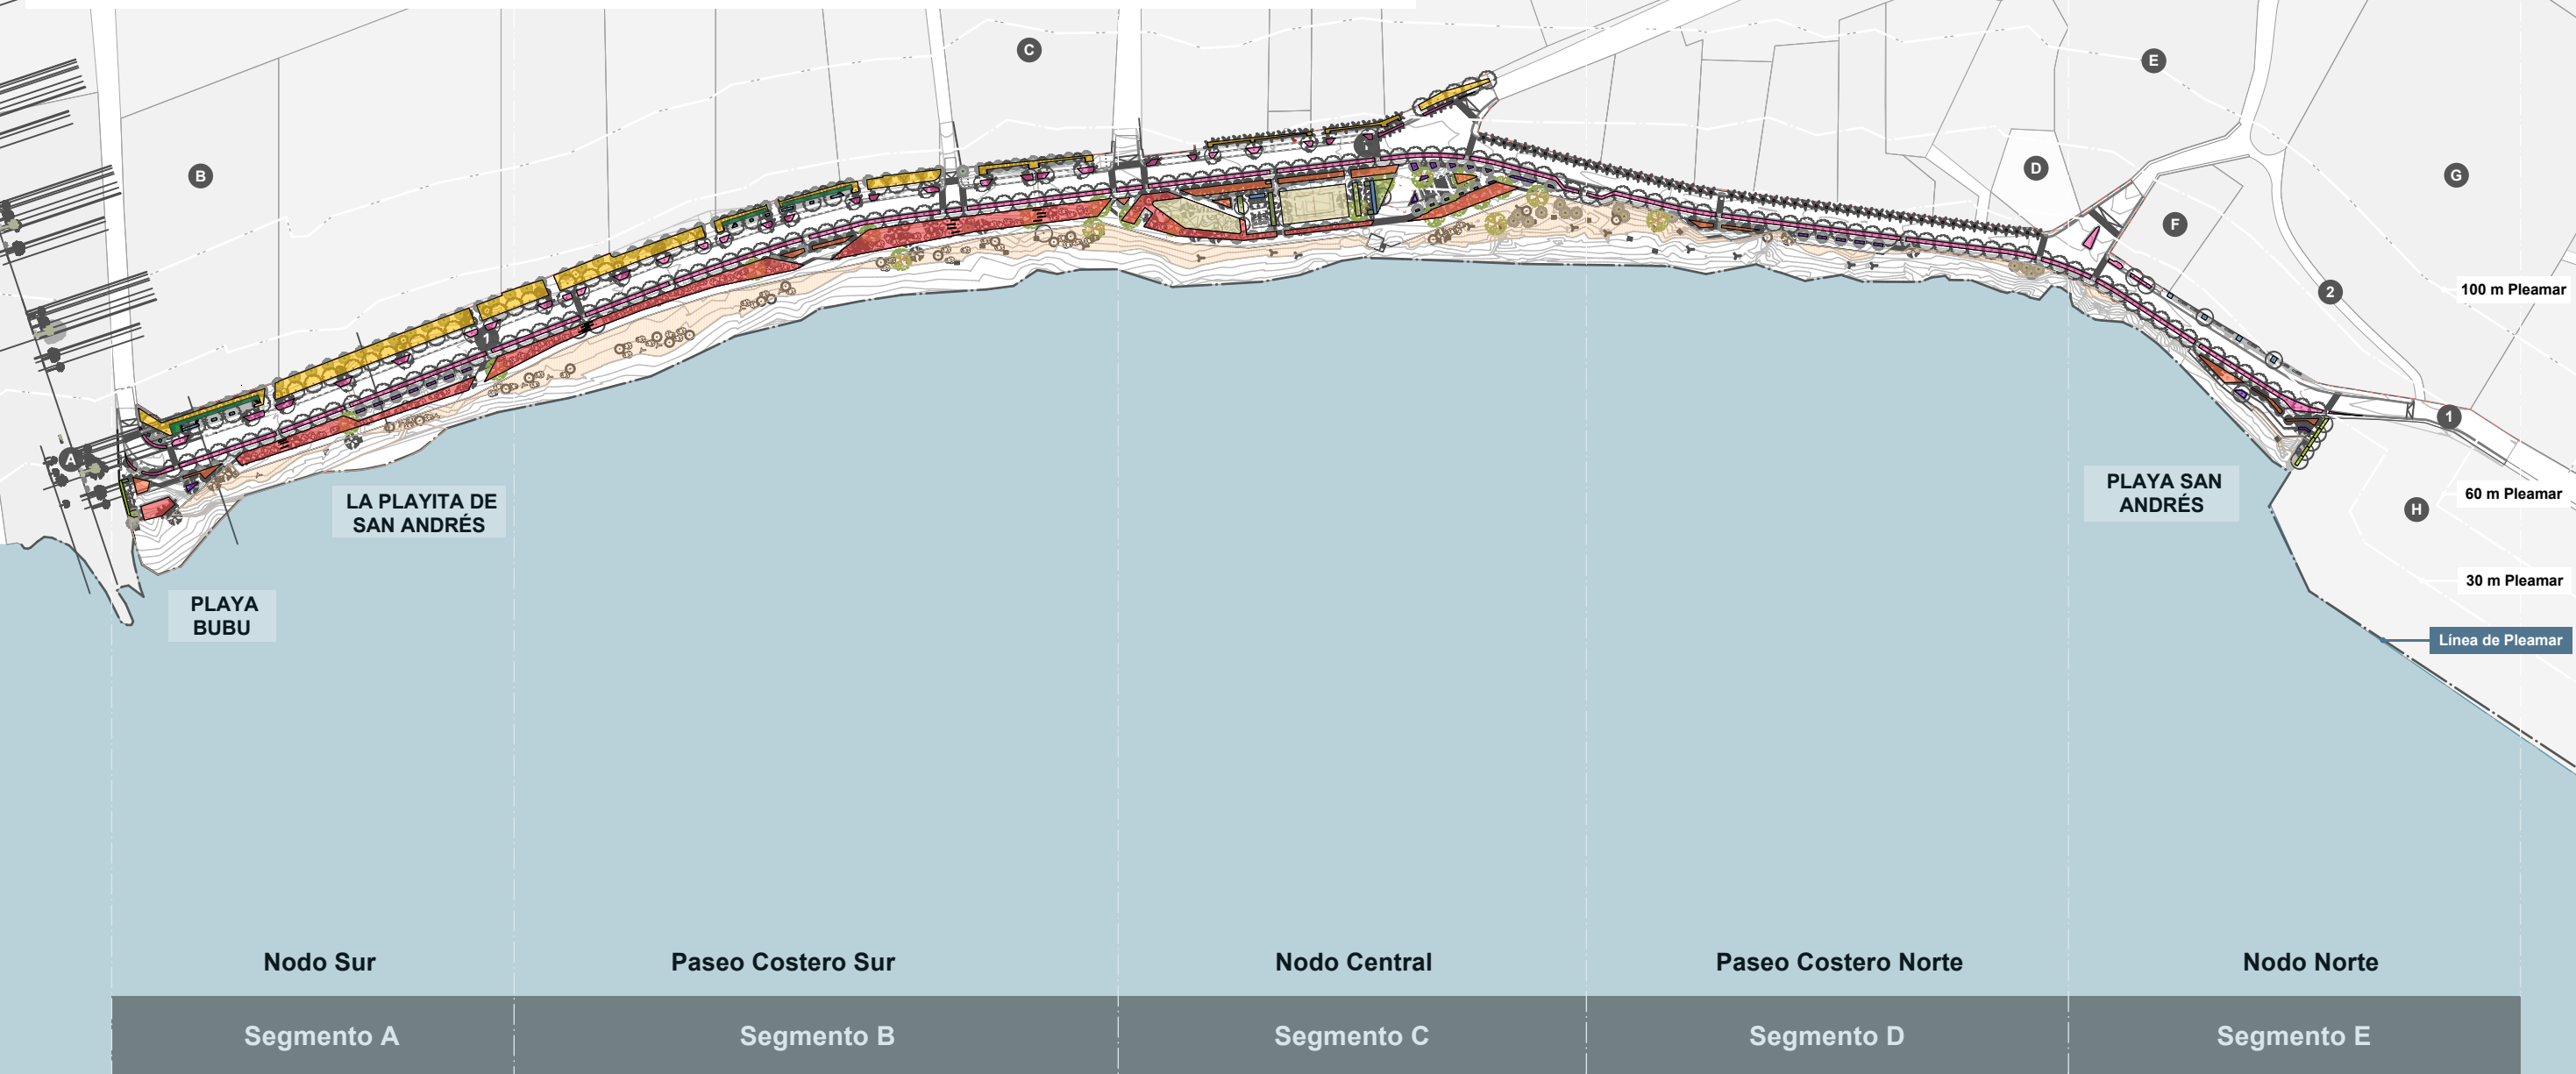 C
E
B
D
G
F
2
100 m Pleamar
1
1
A
PLAYA SAN
ANDRÉS
60 m Pleamar
LA PLAYITA DE
SAN ANDRÉS
H
30 m Pleamar
PLAYA
BUBU
Línea de Pleamar
Nodo Sur
Paseo Costero Sur
Nodo Central
Paseo Costero Norte
Nodo Norte
Segmento A
Segmento B
Segmento C
Segmento D
Segmento E